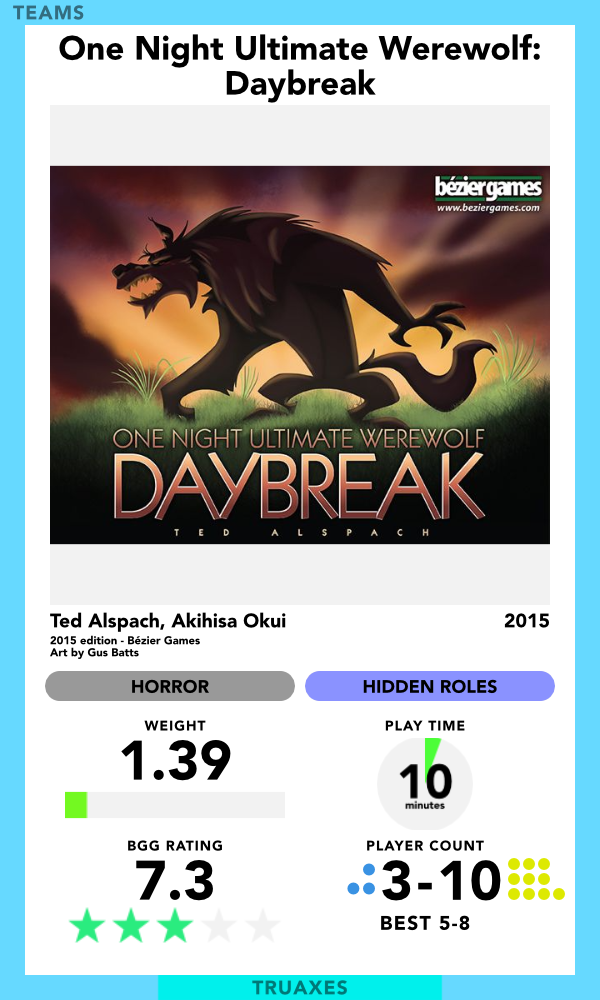 TEAMS
One Night Ultimate Werewolf:
Daybreak
béziergames
www.beziergames.com
ONE NIGHT ULTIMATE WEREWOLF
DAYBREAK
TED ALSPACH
Ted Alspach, Akihisa Okui 2015
2015 edition - Bézier Games
Art by Gus Batts
HORROR HIDDEN ROLES
WEIGHT PLAY TIME
1.39 10
minutes
BGG RATING PLAYER COUNT
7.3 3-10
BEST 5-8
TRUAXES